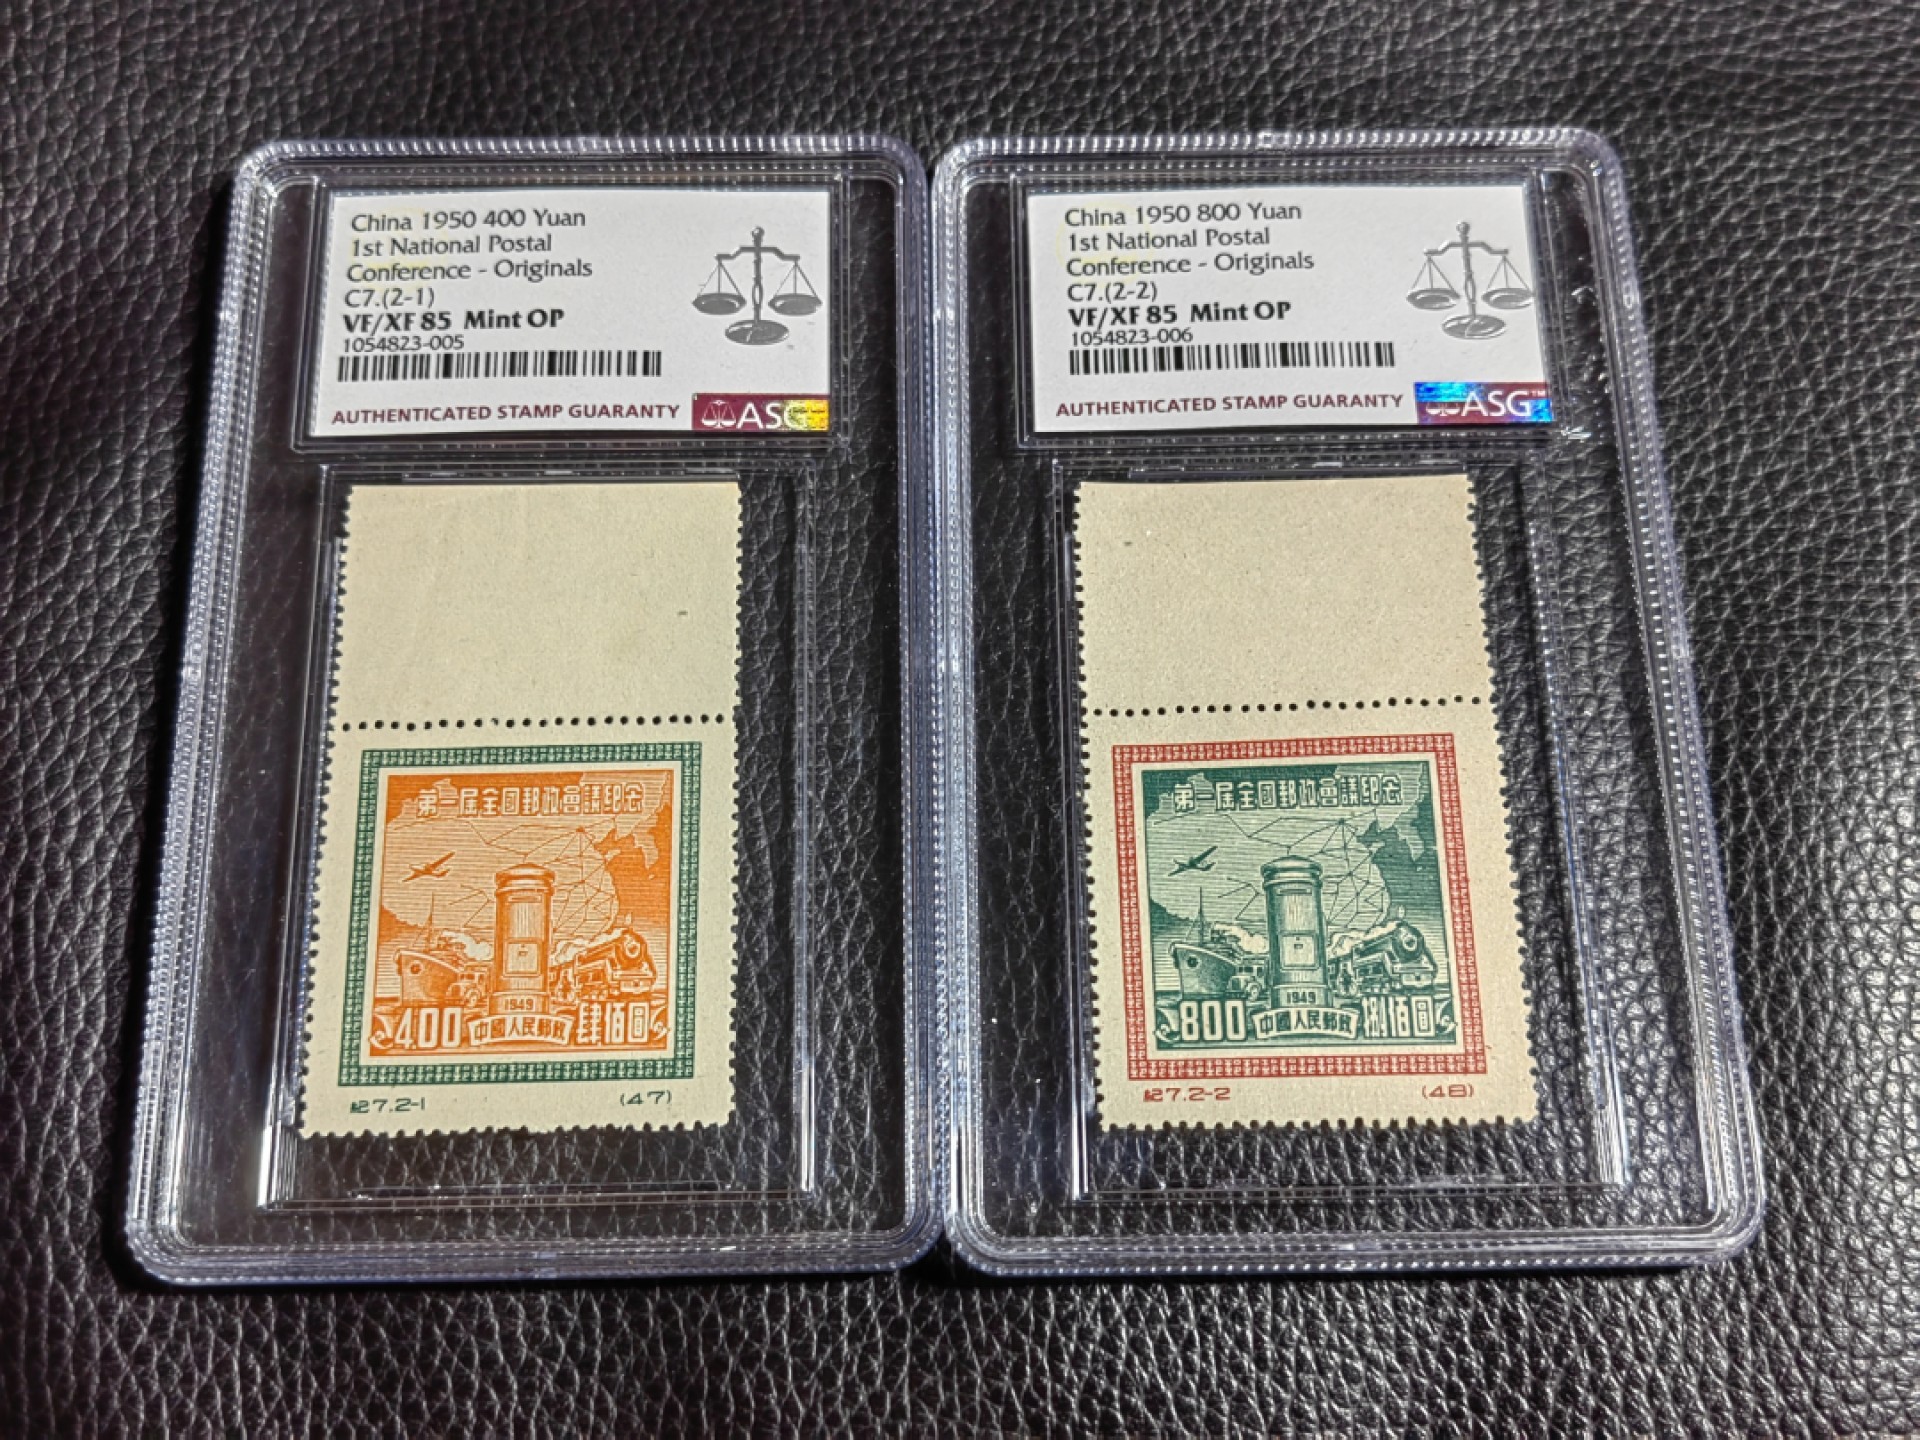 China 1950 400 Yuan
1st National Postal
Conference - Originals
C7.(2-1)
VF/XF 85 Mint OP
1054823-005
AUTHENTICATED STAMP GUARANTY ASG
第一届全國郵政會議紀念
1949
400 中國人民郵政 肆佰圓
紀7.2-1 (47)
China 1950 800 Yuan
1st National Postal
Conference - Originals
C7.(2-2)
VF/XF 85 Mint OP
1054823-006
AUTHENTICATED STAMP GUARANTY ASG™
第一届全國郵政會議紀念
1949
800 中國人民郵政 捌佰圓
紀7.2-2 (48)